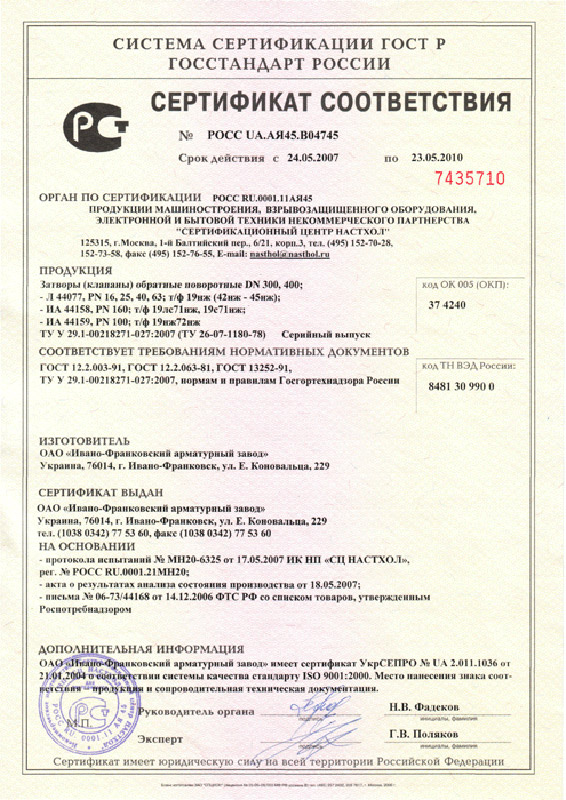 СИСТЕМА СЕРТИФИКАЦИИ ГОСТ Р
ГОССТАНДАРТ РОССИИ
РСТ
СЕРТИФИКАТ СООТВЕТСТВИЯ
№ РОСС UA.АЯ45.В04745
Срок действия с 24.05.2007 по 23.05.2010
7435710
ОРГАН ПО СЕРТИФИКАЦИИ РОСС RU.0001.11АЯ45
ПРОДУКЦИИ МАШИНОСТРОЕНИЯ, ВЗРЫВОЗАЩИЩЕННОГО ОБОРУДОВАНИЯ,
ЭЛЕКТРОННОЙ И БЫТОВОЙ ТЕХНИКИ НЕКОММЕРЧЕСКОГО ПАРТНЕРСТВА
"СЕРТИФИКАЦИОННЫЙ ЦЕНТР НАСТХОЛ"
125315, г.Москва, 1-й Балтийский пер., 6/21, корп.3, тел. (495) 152-70-28,
152-73-58, факс (495) 152-76-55, E-mail: nasthol@nasthol.ru
ПРОДУКЦИЯ
Затворы (клапаны) обратные поворотные DN 300, 400;
- Л 44077, PN 16, 25, 40, 63; т/ф 19нж (42нж - 45нж);
- ИА 44158, PN 160; т/ф 19лс71нж, 19с71нж;
- ИА 44159, PN 100; т/ф 19нж72нж
ТУ У 29.1-00218271-027:2007 (ТУ 26-07-1180-78) Серийный выпуск
код ОК 005 (ОКП):
37 4240
СООТВЕТСТВУЕТ ТРЕБОВАНИЯМ НОРМАТИВНЫХ ДОКУМЕНТОВ
ГОСТ 12.2.003-91, ГОСТ 12.2.063-81, ГОСТ 13252-91,
ТУ У 29.1-00218271-027:2007, нормам и правилам Госгортехнадзора России
код ТН ВЭД России:
8481 30 990 0
ИЗГОТОВИТЕЛЬ
ОАО «Ивано-Франковский арматурный завод»
Украина, 76014, г. Ивано-Франковск, ул. Е. Коновальца, 229
СЕРТИФИКАТ ВЫДАН
ОАО «Ивано-Франковский арматурный завод»
Украина, 76014, г. Ивано-Франковск, ул. Е. Коновальца, 229
тел. (1038 0342) 77 53 60, факс (1038 0342) 77 53 60
НА ОСНОВАНИИ
- протокола испытаний № МН20-6325 от 17.05.2007 ИК НП «СЦ НАСТХОЛ»,
рег. № РОСС RU.0001.21МН20;
- акта о результатах анализа состояния производства от 18.05.2007;
- письма № 06-73/44168 от 14.12.2006 ФТС РФ со списком товаров, утвержденным
Роспотребнадзором
ДОПОЛНИТЕЛЬНАЯ ИНФОРМАЦИЯ
ОАО «Ивано-Франковский арматурный завод» имеет сертификат УкрСЕПРО № UA 2.011.1036 от
21.01.2004 о соответствии системы качества стандарту ISO 9001:2000. Место нанесения знака соот-
ветствия - продукция и сопроводительная техническая документация.
Руководитель органа
подпись
Н.В. Фадеков
инициалы, фамилия
М.П.
Эксперт
подпись
Г.В. Поляков
инициалы, фамилия
Сертификат имеет юридическую силу на всей территории Российской Федерации